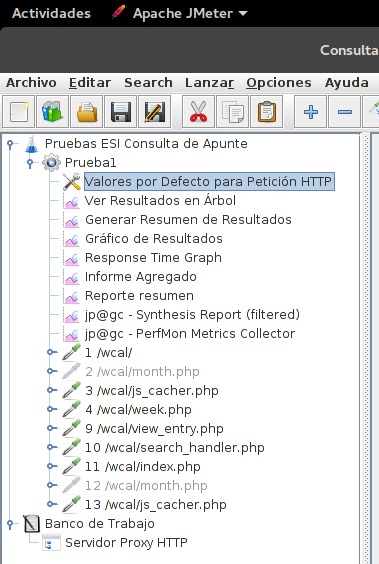 Actividades Apache JMeter
Consulta
Archivo Editar Search Lanzar Opciones Ayuda
Pruebas ESI Consulta de Apunte
Prueba1
Valores por Defecto para Petición HTTP
Ver Resultados en Árbol
Generar Resumen de Resultados
Gráfico de Resultados
Response Time Graph
Informe Agregado
Reporte resumen
jp@gc - Synthesis Report (filtered)
jp@gc - PerfMon Metrics Collector
1 /wcal/
2 /wcal/month.php
3 /wcal/js_cacher.php
4 /wcal/week.php
9 /wcal/view_entry.php
10 /wcal/search_handler.php
11 /wcal/index.php
12 /wcal/month.php
13 /wcal/js_cacher.php
Banco de Trabajo
Servidor Proxy HTTP